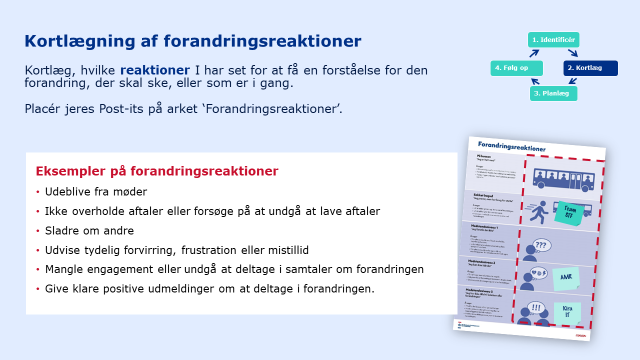 Kortlægning af forandringsreaktioner
Kortlæg, hvilke reaktioner I har set for at få en forståelse for den
forandring, der skal ske, eller som er i gang.
Placér jeres Post-its på arket ‘Forandringsreaktioner’.
1. Identificér
2. Kortlæg
3. Planlæg
4. Følg op
Eksempler på forandringsreaktioner
• Udeblive fra møder
• Ikke overholde aftaler eller forsøge på at undgå at lave aftaler
• Sladre om andre
• Udvise tydelig forvirring, frustration eller mistillid
• Mangle engagement eller undgå at deltage i samtaler om forandringen
• Give klare positive udmeldinger om at deltage i forandringen.
Forandringsreaktioner
Team
???
AMR
!!!
Kira